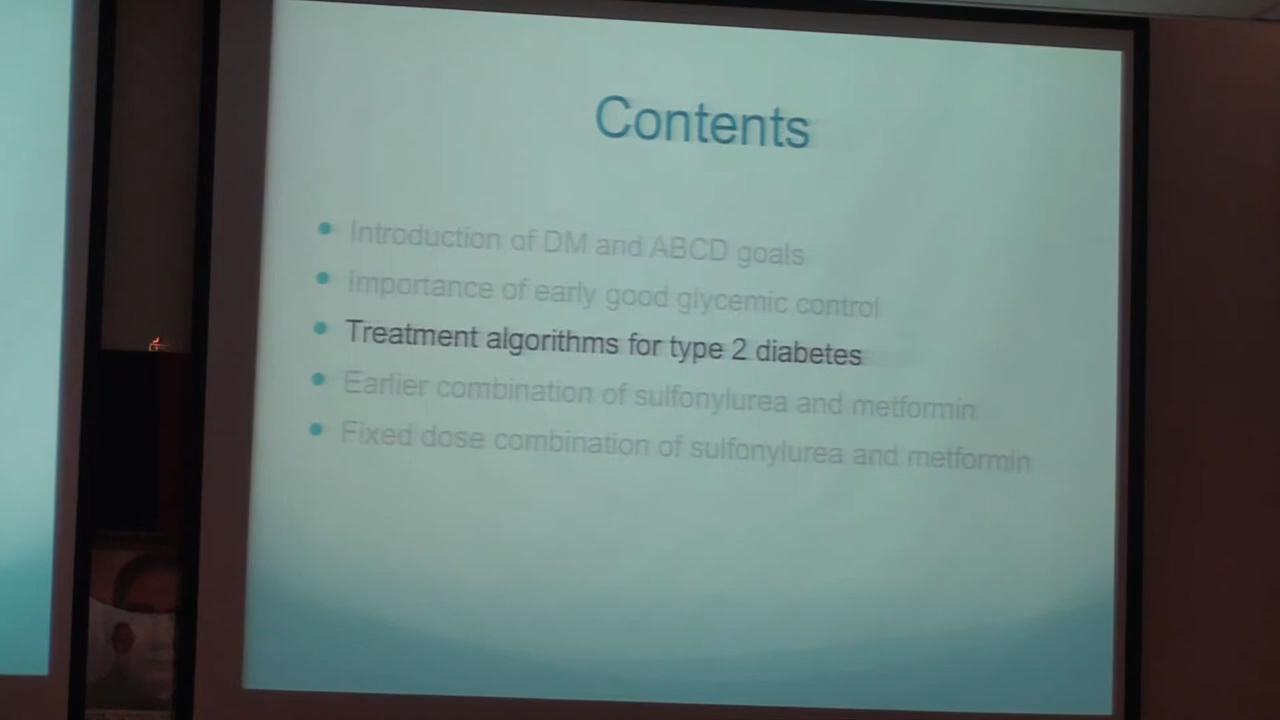 Contents
Introduction of DM and ABCD goals
Importance of early good glycemic control
Treatment algorithms for type 2 diabetes
Earlier combination of sulfonylurea and metformin
Fixed dose combination of sulfonylurea and metformin